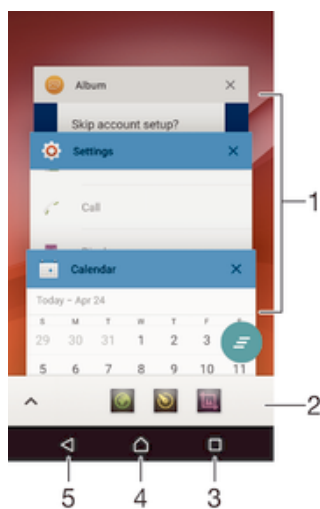 Album
Skip account setup?
Settings
Call
Calendar
Today – Apr 24
S M T W T F
29 30 31 1 2 3
5 6 7 8 9 10 11
1
2
5 4 3